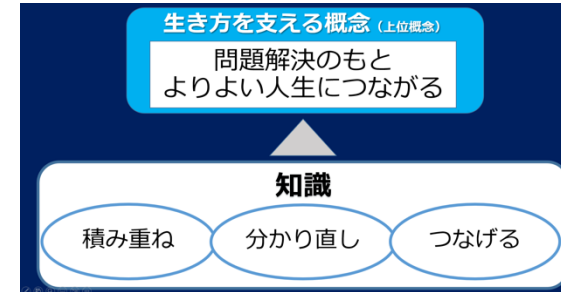 生き方を支える概念（上位概念）
問題解決のもと
よりよい人生につながる
知識
積み重ね
分かり直し
つなげる